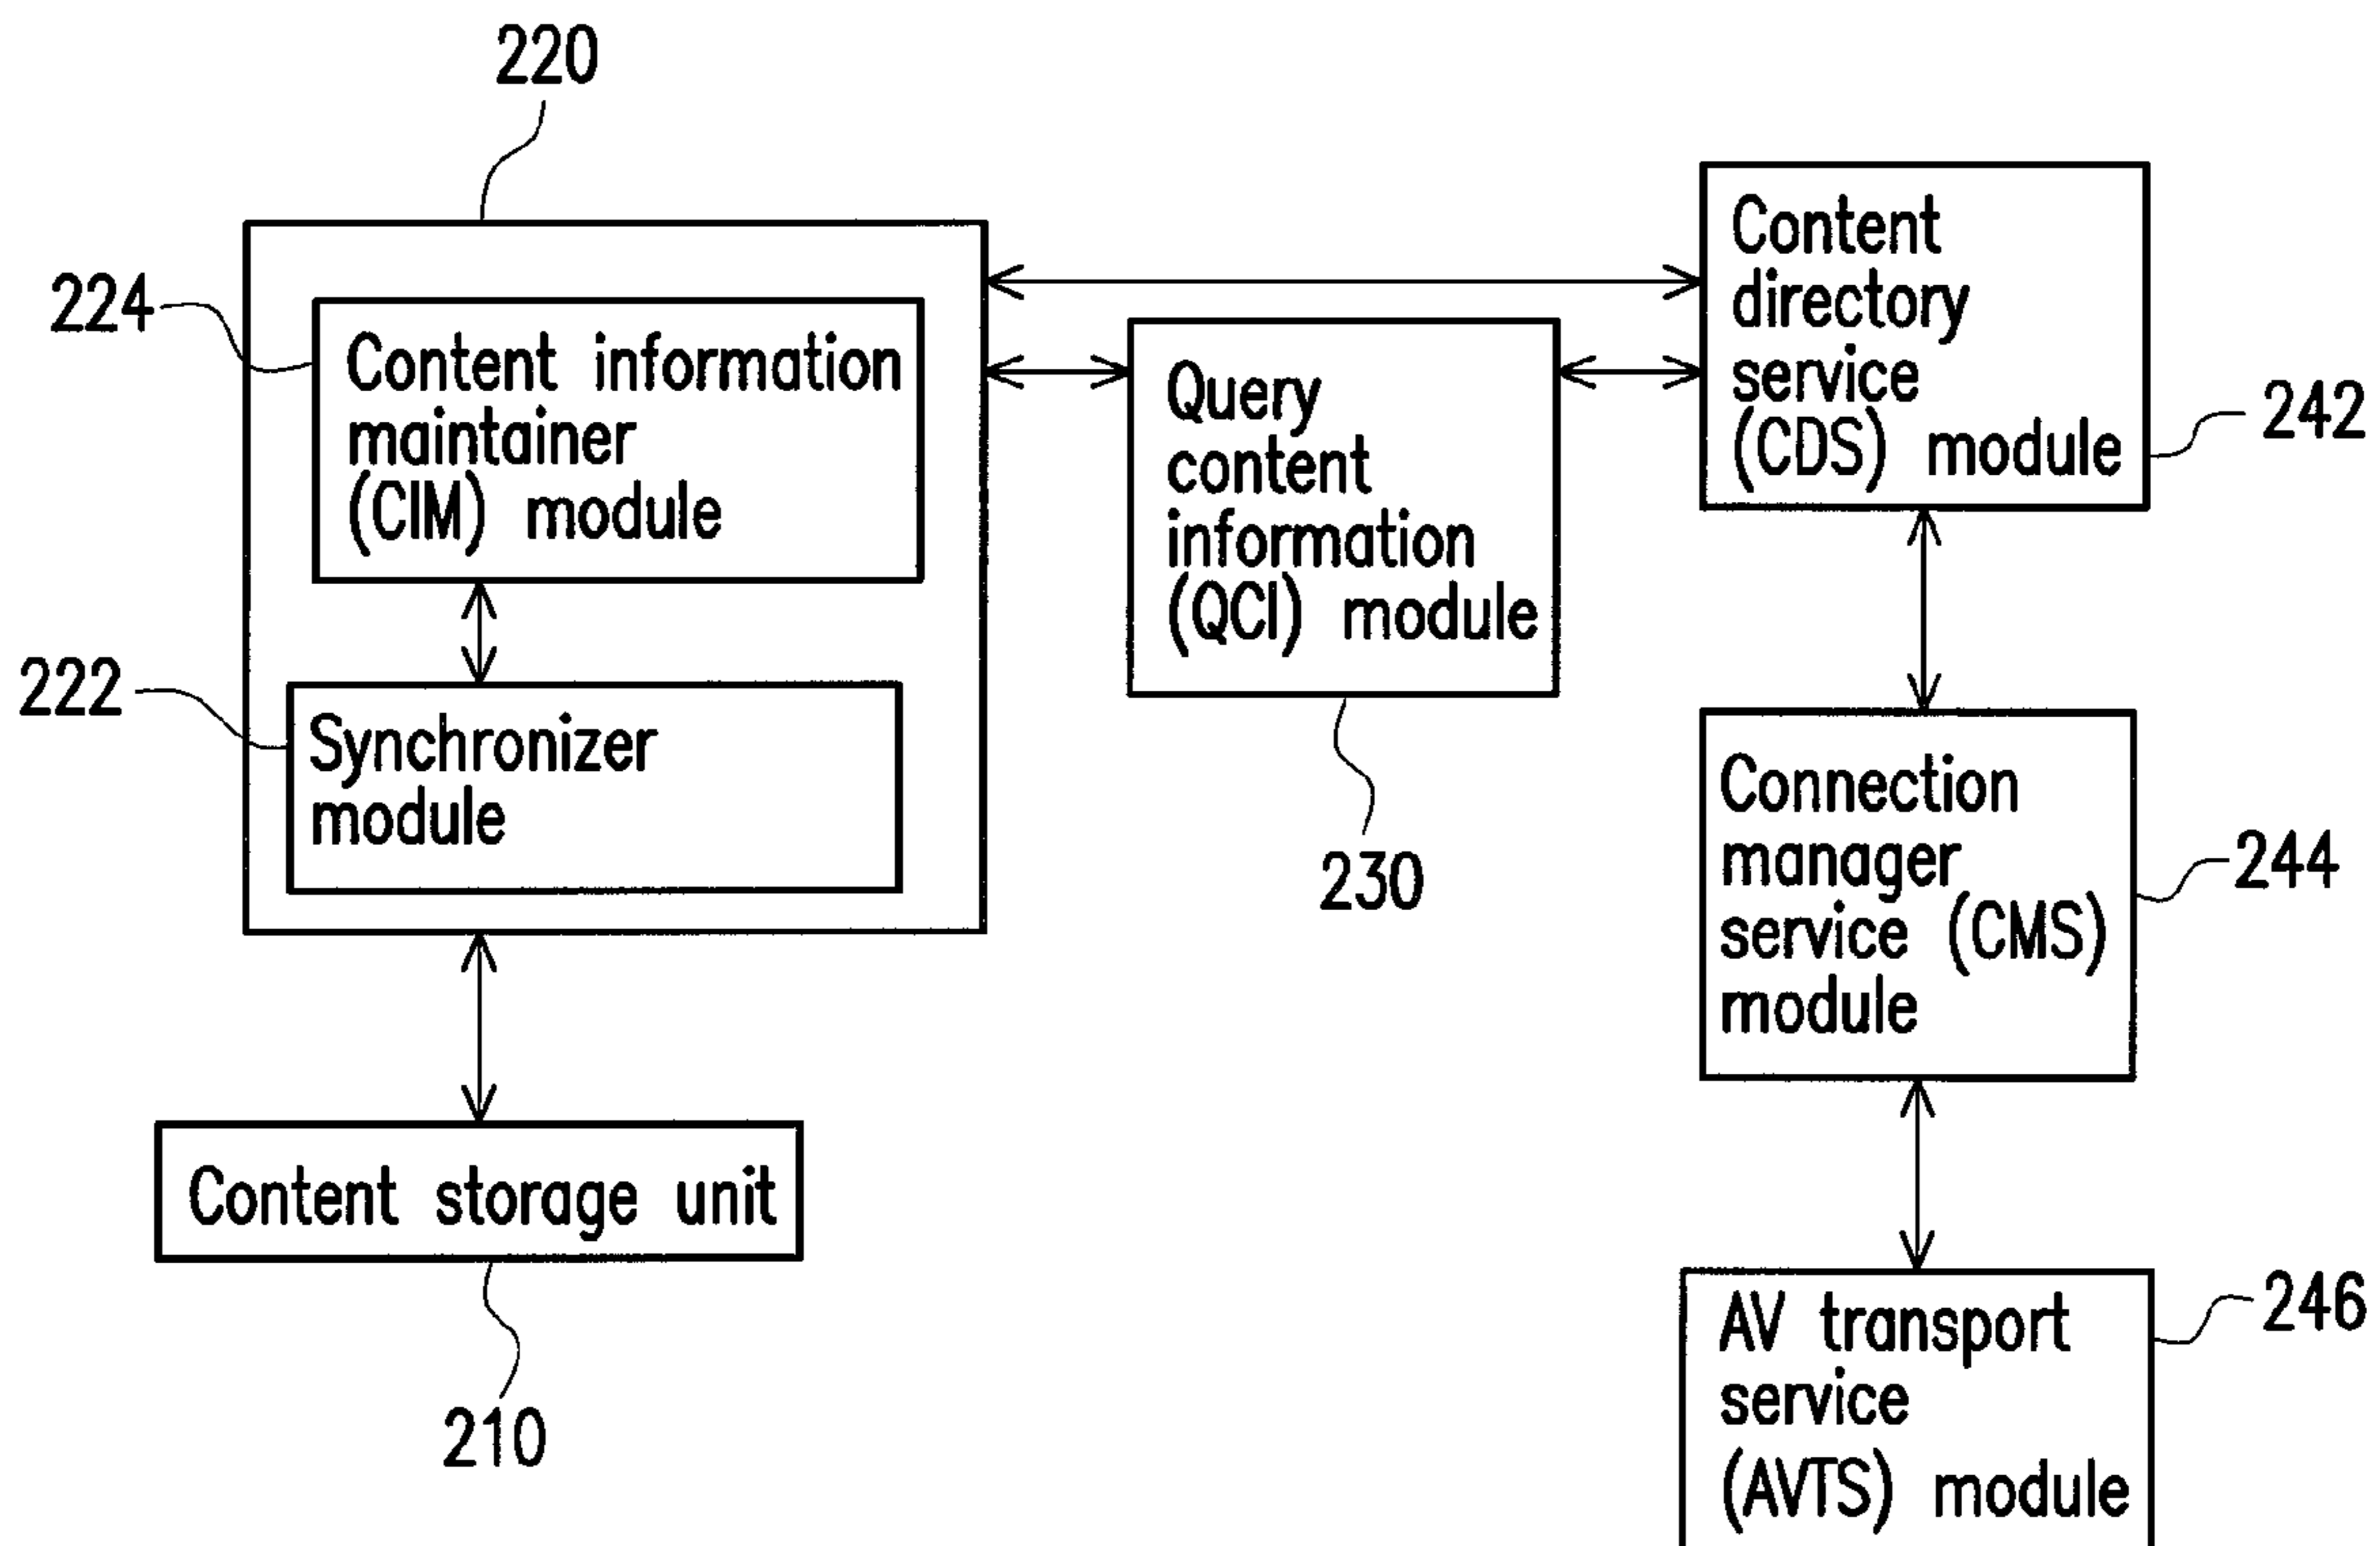 220
224
Content information
maintainer
(CIM) module
222
Synchronizer
module
Content storage unit
210
Query
content
information
(QCI) module
230
Content
directory
service
(CDS) module
242
Connection
manager
service (CMS)
module
244
AV transport
service
(AVTS) module
246